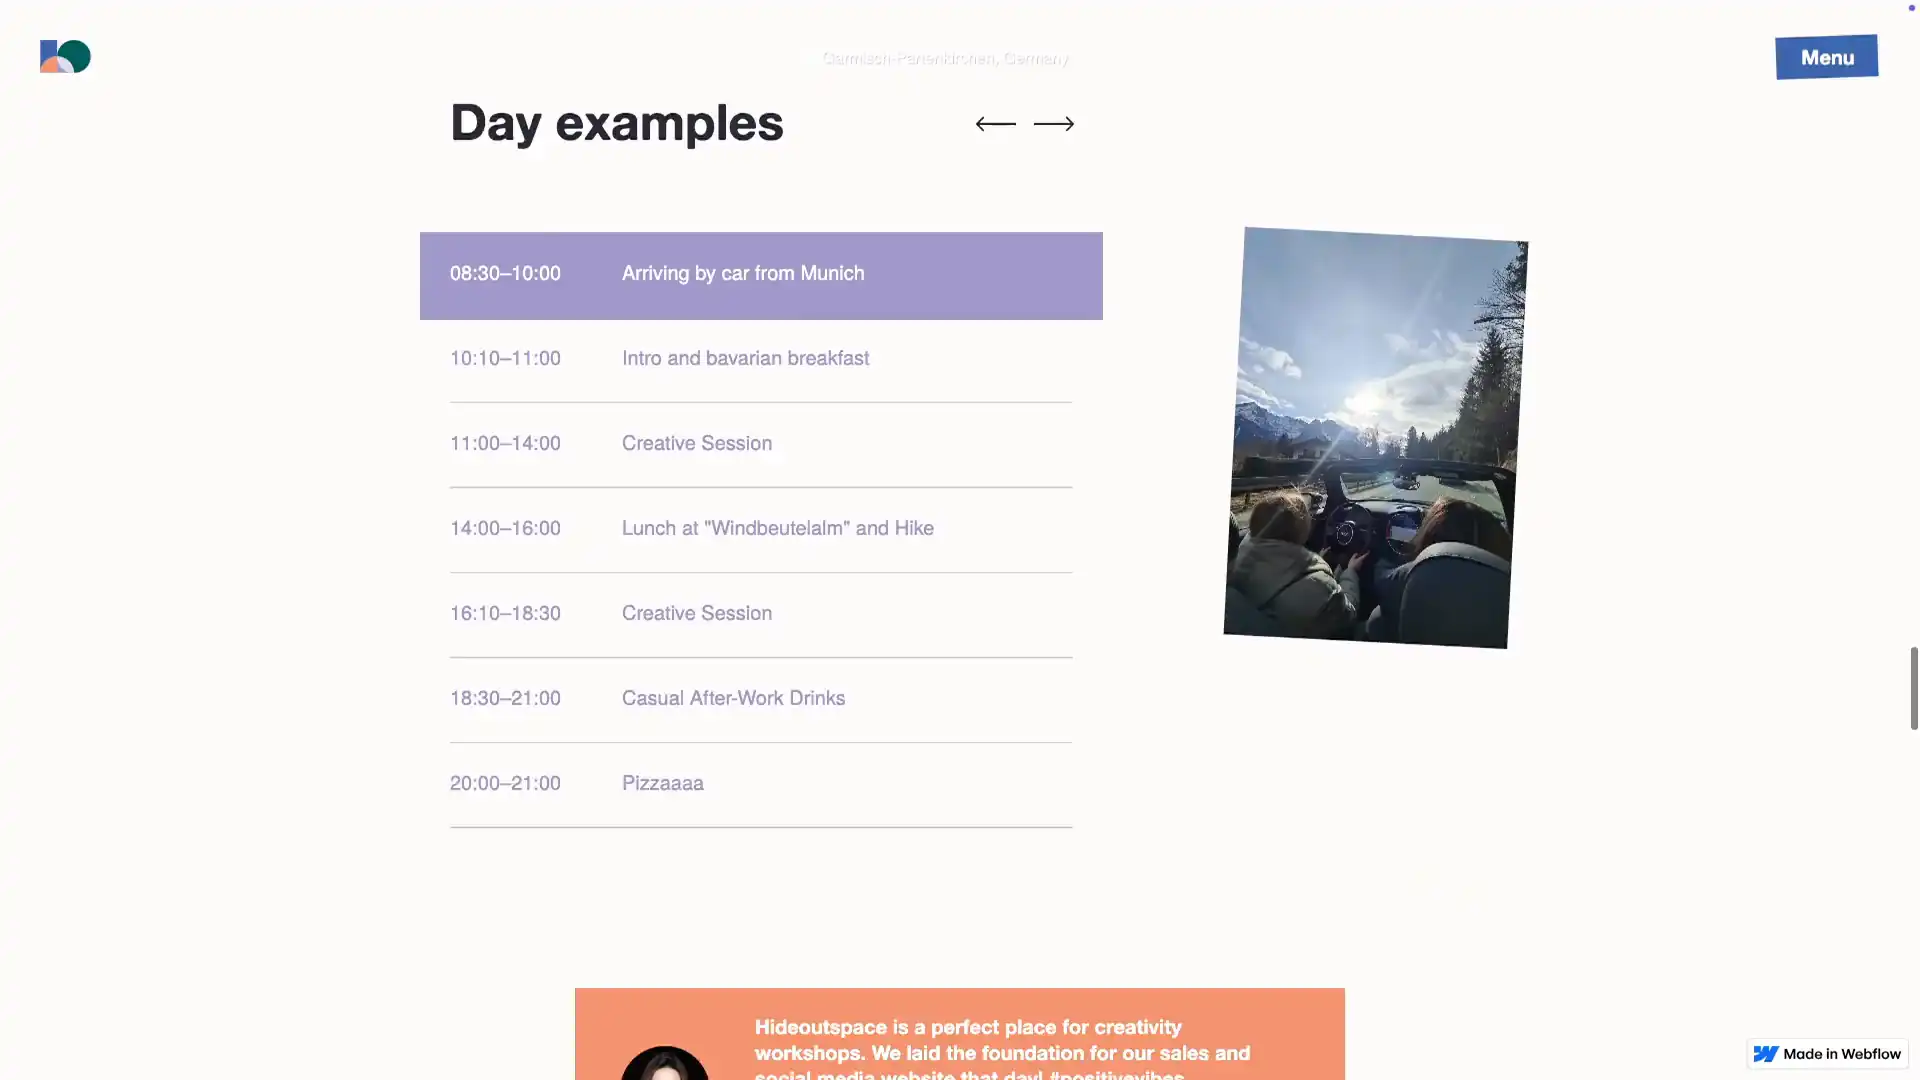 Garmisch-Partenkirchen, Germany
Menu
Day examples
08:30–10:00 Arriving by car from Munich
10:10–11:00 Intro and bavarian breakfast
11:00–14:00 Creative Session
14:00–16:00 Lunch at "Windbeutelalm" and Hike
16:10–18:30 Creative Session
18:30–21:00 Casual After-Work Drinks
20:00–21:00 Pizzaaaa
Hideoutspace is a perfect place for creativity
workshops. We laid the foundation for our sales and
social media website that day! #positivevibes
Made in Webflow